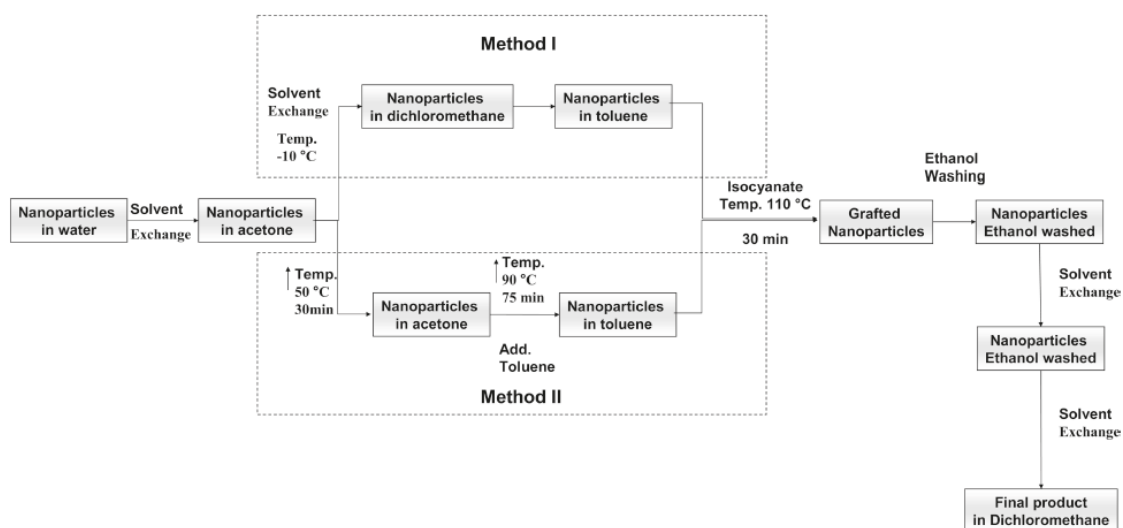 Method I
Solvent
Exchange
Temp.
-10 °C
Nanoparticles
in dichloromethane
Nanoparticles
in toluene
Nanoparticles
in water
Solvent
Exchange
Nanoparticles
in acetone
Isocyanate
Temp. 110 °C
30 min
Grafted
Nanoparticles
Ethanol
Washing
Nanoparticles
Ethanol washed
Temp.
50 °C
30min
Nanoparticles
in acetone
Temp.
90 °C
75 min
Add.
Toluene
Nanoparticles
in toluene
Method II
Solvent
Exchange
Nanoparticles
Ethanol washed
Solvent
Exchange
Final product
in Dichloromethane